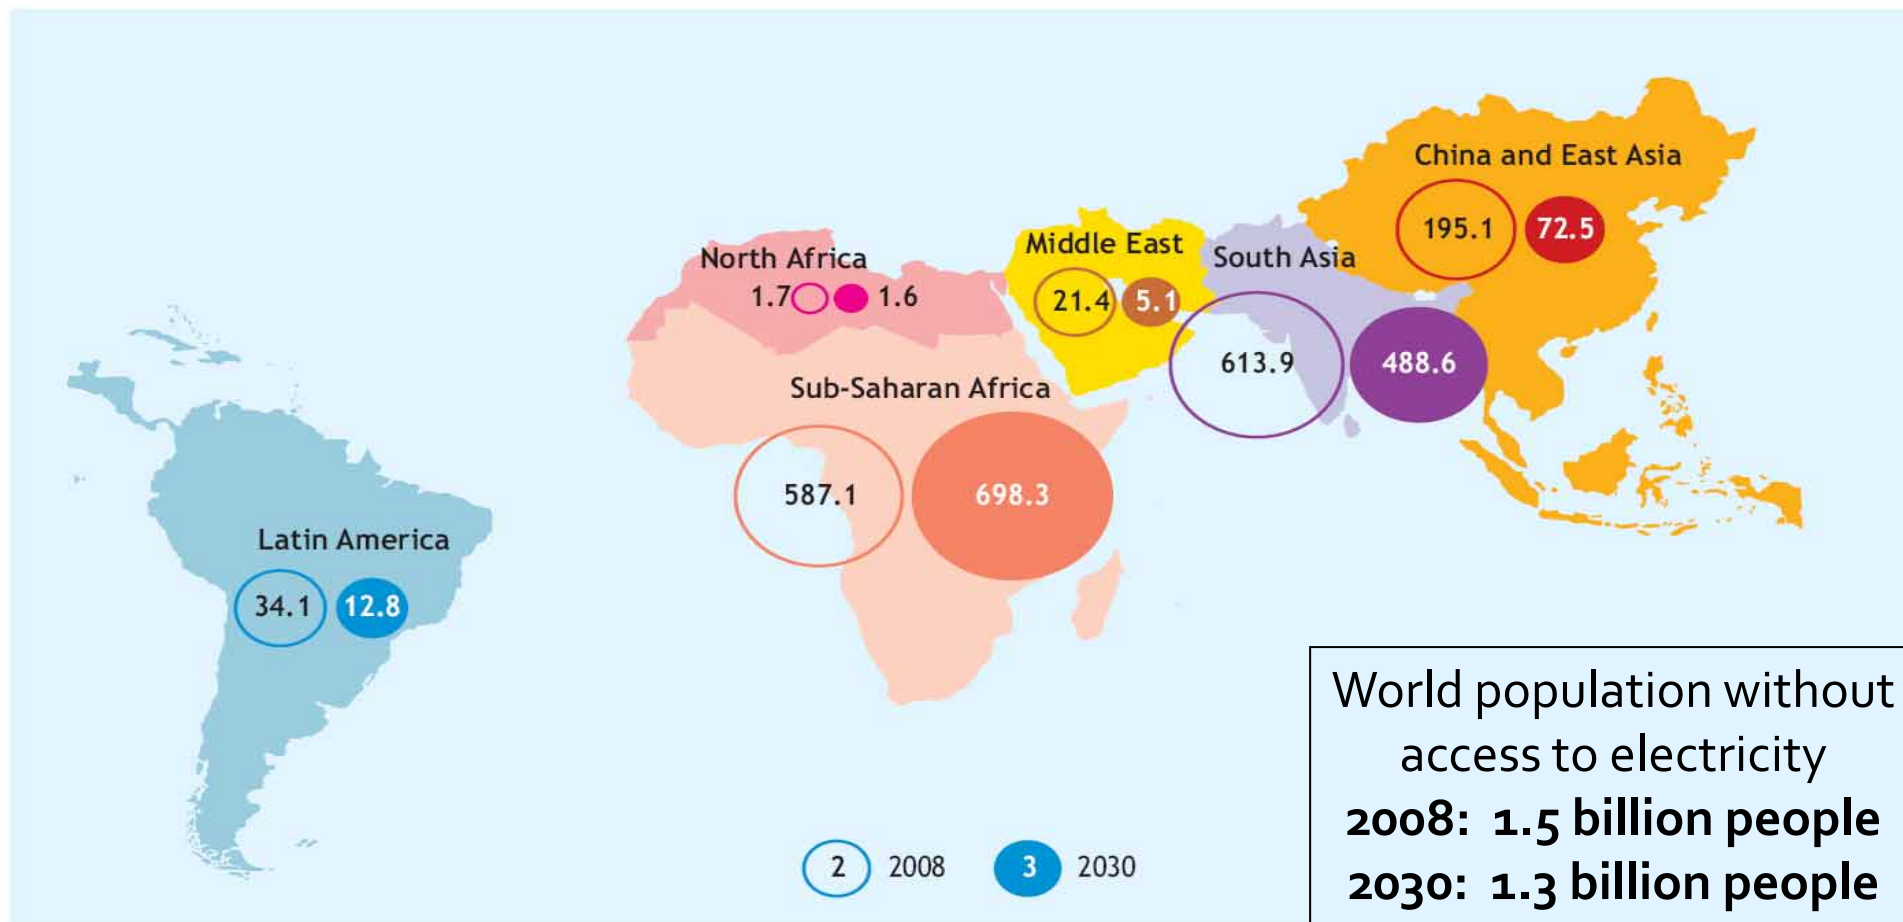 China and East Asia
195.1 72.5
North Africa
1.7 1.6
Middle East
21.4 5.1
South Asia
613.9 488.6
Sub-Saharan Africa
587.1 698.3
Latin America
34.1 12.8
2 2008 3 2030
World population without
access to electricity
2008: 1.5 billion people
2030: 1.3 billion people